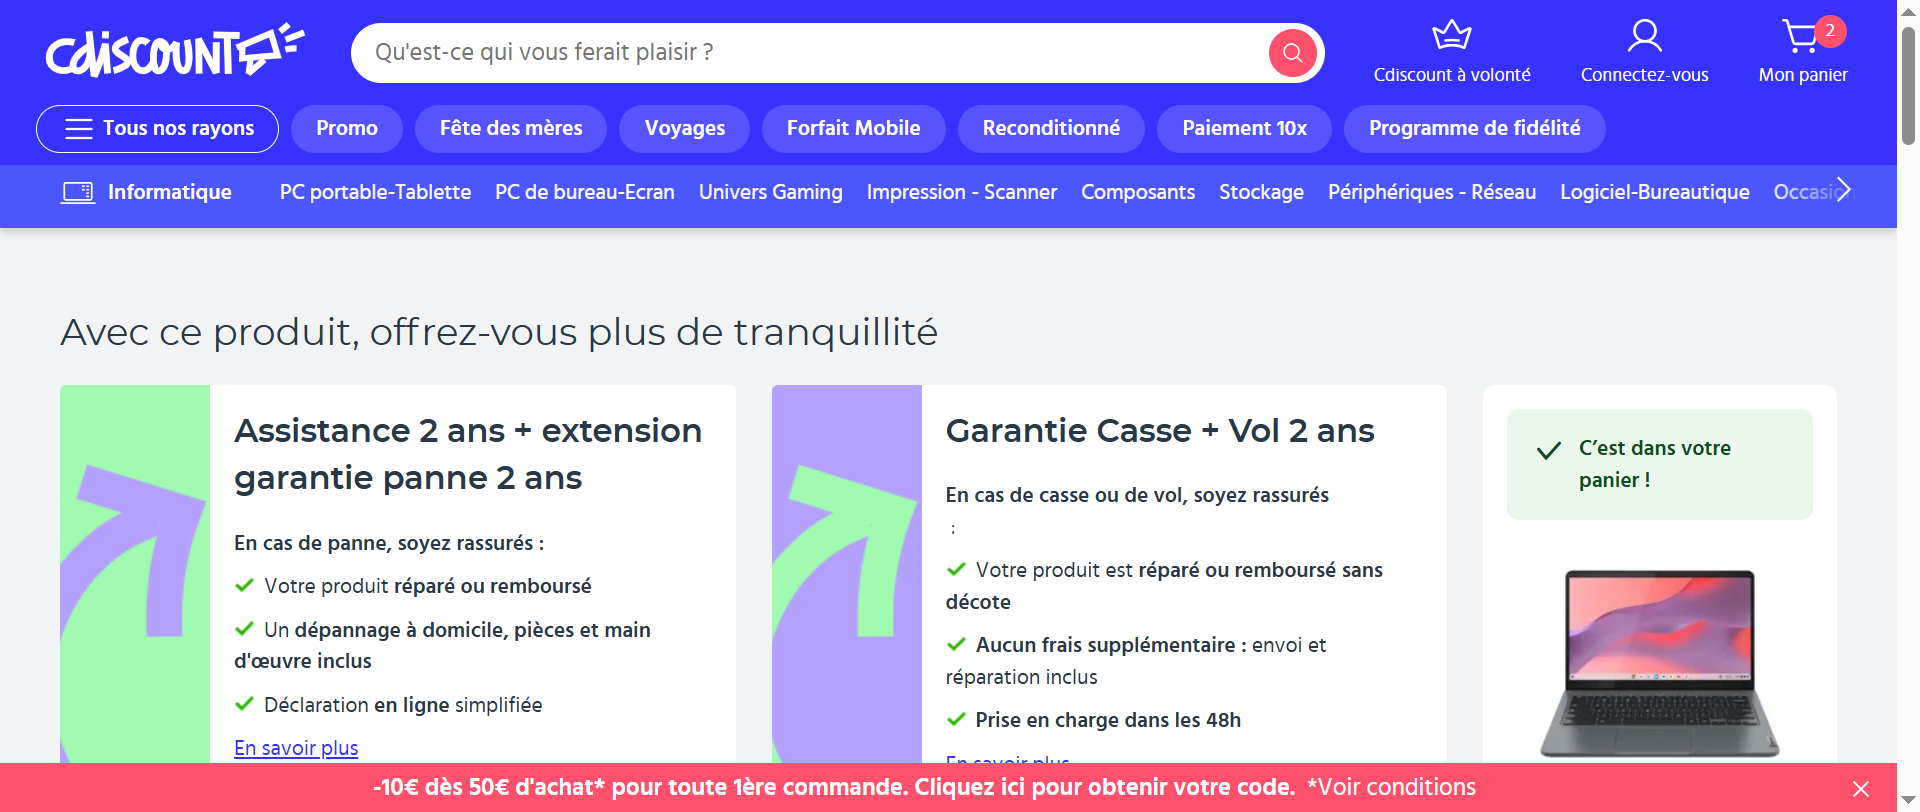 Cdiscount
Qu'est-ce qui vous ferait plaisir ?
Cdiscount à volonté
Connectez-vous
2
Mon panier
Tous nos rayons
Promo
Fête des mères
Voyages
Forfait Mobile
Reconditionné
Paiement 10x
Programme de fidélité
Informatique
PC portable-Tablette
PC de bureau-Ecran
Univers Gaming
Impression - Scanner
Composants
Stockage
Périphériques - Réseau
Logiciel-Bureautique
Avec ce produit, offrez-vous plus de tranquillité
Assistance 2 ans + extension
garantie panne 2 ans
En cas de panne, soyez rassurés :
Votre produit réparé ou remboursé
Un dépannage à domicile, pièces et main
d'œuvre inclus
Déclaration en ligne simplifiée
En savoir plus
Garantie Casse + Vol 2 ans
En cas de casse ou de vol, soyez rassurés
:
Votre produit est réparé ou remboursé sans
décote
Aucun frais supplémentaire : envoi et
réparation inclus
Prise en charge dans les 48h
En savoir plus
C’est dans votre
panier !
-10€ dès 50€ d'achat* pour toute 1ère commande. Cliquez ici pour obtenir votre code. *Voir conditions